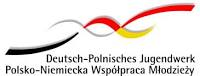 Deutsch-Polnisches Jugendwerk
Polsko-Niemiecka Współpraca Młodzieży